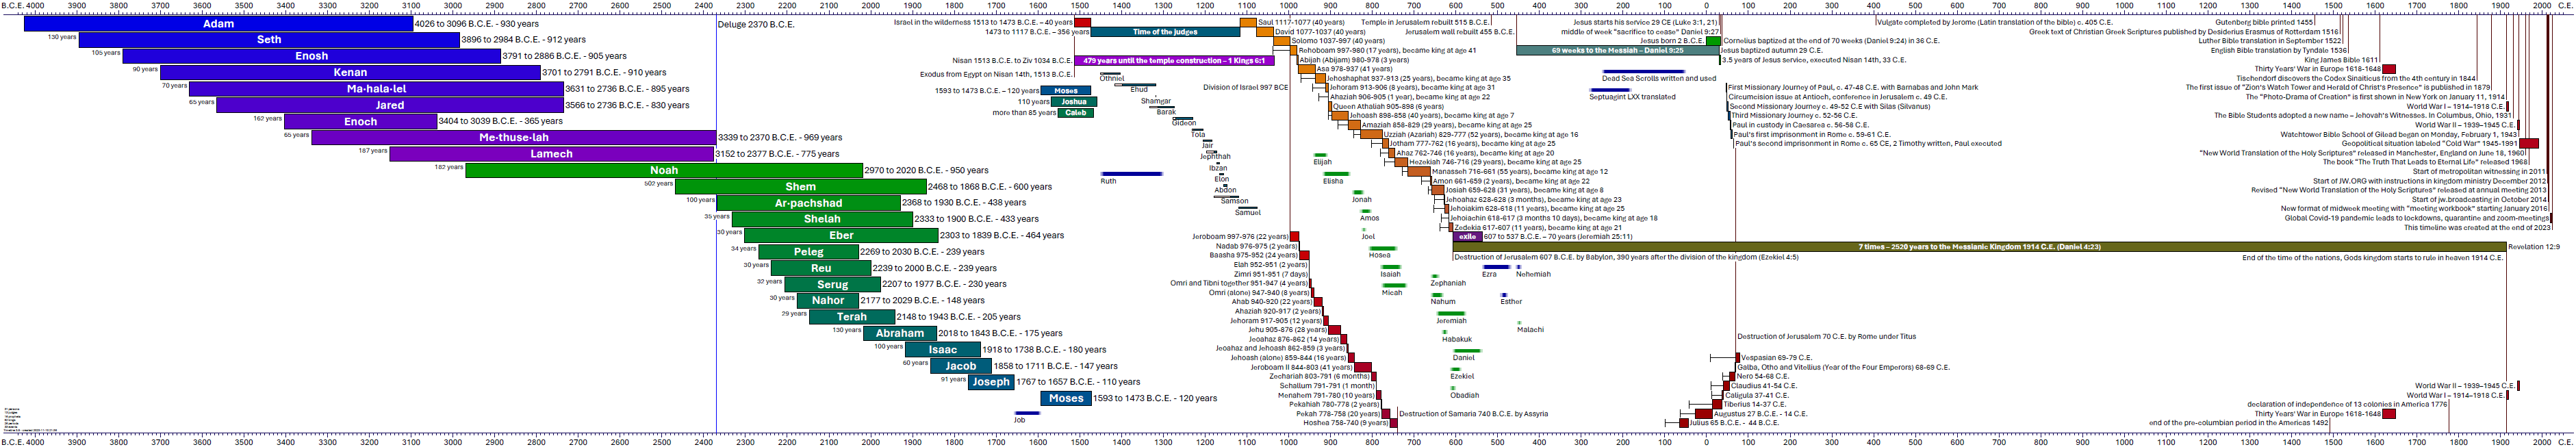 B.C.E. 4000 3900 3800 3700 3600 3500 3400 3300 3200 3100 3000 2900 2800 2700 2600 2500 2400 2300 2200 2100 2000 1900 1800 1700 1600 1500 1400 1300 1200 1100 1000 900 800 700 600 500 400 300 200 100 0 100 200 300 400 500 600 700 800 900 1000 1100 1200 1300 1400 1500 1600 1700 1800 1900 2000 C.E.
Adam 4026 to 3096 B.C.E. - 930 years
130 years Seth 3896 to 2984 B.C.E. - 912 years
105 years Enosh 3791 to 2886 B.C.E. - 905 years
90 years Kenan 3701 to 2791 B.C.E. - 910 years
70 years Ma·hala·lel 3631 to 2736 B.C.E. - 895 years
65 years Jared 3566 to 2736 B.C.E. - 830 years
162 years Enoch 3404 to 3039 B.C.E. - 365 years
65 years Me·thuse·lah 3339 to 2370 B.C.E. - 969 years
187 years Lamech 3152 to 2377 B.C.E. - 775 years
182 years Noah 2970 to 2020 B.C.E. - 950 years
502 years Shem 2468 to 1868 B.C.E. - 600 years
100 years Ar·pachshad 2368 to 1930 B.C.E. - 438 years
35 years Shelah 2333 to 1900 B.C.E. - 433 years
30 years Eber 2303 to 1839 B.C.E. - 464 years
34 years Peleg 2269 to 2030 B.C.E. - 239 years
30 years Reu 2239 to 2000 B.C.E. - 239 years
32 years Serug 2207 to 1977 B.C.E. - 230 years
30 years Nahor 2177 to 2029 B.C.E. - 148 years
29 years Terah 2148 to 1943 B.C.E. - 205 years
130 years Abraham 2018 to 1843 B.C.E. - 175 years
100 years Isaac 1918 to 1738 B.C.E. - 180 years
60 years Jacob 1858 to 1711 B.C.E. - 147 years
91 years Joseph 1767 to 1657 B.C.E. - 110 years
Moses 1593 to 1473 B.C.E. - 120 years
Job
Deluge 2370 B.C.E.
Israel in the wilderness 1513 to 1473 B.C.E. – 40 years
1473 to 1117 B.C.E. – 356 years Time of the judges
Nisan 1513 B.C.E. to Ziv 1034 B.C.E. 479 years until the temple construction – 1 Kings 6:1
Exodus from Egypt on Nisan 14th, 1513 B.C.E.
1593 to 1473 B.C.E. – 120 years Moses
110 years Joshua
more than 85 years Caleb
Othniel
Ehud
Shamgar
Barak
Gideon
Tola
Jair
Jephthah
Ibzan
Elon
Abdon
Samson
Samuel
Ruth
Division of Israel 997 BCE
Saul 1117-1077 (40 years)
David 1077-1037 (40 years)
Solomo 1037-997 (40 years)
Rehoboam 997-980 (17 years), became king at age 41
Abijah (Abijam) 980-978 (3 years)
Asa 978-937 (41 years)
Jehoshaphat 937-913 (25 years), became king at age 35
Jehoram 913-906 (8 years), became king at age 31
Ahaziah 906-905 (1 year), became king at age 22
Queen Athaliah 905-898 (6 years)
Jehoash 898-858 (40 years), became king at age 7
Amaziah 858-829 (29 years), became king at age 25
Uzziah (Azariah) 829-777 (52 years), became king at age 16
Jotham 777-762 (16 years), became king at age 25
Ahaz 762-746 (16 years), became king at age 20
Hezekiah 746-716 (29 years), became king at age 25
Manasseh 716-661 (55 years), became king at age 12
Amon 661-659 (2 years), became king at age 22
Josiah 659-628 (31 years), became king at age 8
Jehoahaz 628-628 (3 months), became king at age 23
Jehoiakim 628-618 (11 years), became king at age 25
Jehoiachin 618-617 (3 months 10 days), became king at age 18
Zedekia 617-607 (11 years), became king at age 21
exile 607 to 537 B.C.E. – 70 years (Jeremiah 25:11)
7 times – 2520 years to the Messianic Kingdom 1914 C.E. (Daniel 4:23) Revelation 12:9
Destruction of Jerusalem 607 B.C.E. by Babylon, 390 years after the division of the kingdom (Ezekiel 4:5)
End of the time of the nations, Gods kingdom starts to rule in heaven 1914 C.E.
Jeroboam 997-976 (22 years)
Nadab 976-975 (2 years)
Baasha 975-952 (24 years)
Elah 952-951 (2 years)
Zimri 951-951 (7 days)
Omri and Tibni together 951-947 (4 years)
Omri (alone) 947-940 (8 years)
Ahab 940-920 (22 years)
Ahaziah 920-917 (2 years)
Jehoram 917-905 (12 years)
Jehu 905-876 (28 years)
Jeoahaz 876-862 (14 years)
Jeoahaz and Jehoash 862-859 (3 years)
Jehoash (alone) 859-844 (16 years)
Jeroboam II 844-803 (41 years)
Zechariah 803-791 (6 months)
Schallum 791-791 (1 month)
Menahem 791-780 (10 years)
Pekahiah 780-778 (2 years)
Pekah 778-758 (20 years)
Hoshea 758-740 (9 years)
Destruction of Samaria 740 B.C.E. by Assyria
Elijah
Elisha
Jonah
Amos
Joel
Hosea
Isaiah
Micah
Zephaniah
Nahum
Jeremiah
Habakuk
Daniel
Ezekiel
Obadiah
Ezra
Nehemiah
Esther
Malachi
Temple in Jerusalem rebuilt 515 B.C.E.
Jerusalem wall rebuilt 455 B.C.E.
69 weeks to the Messiah – Daniel 9:25
Dead Sea Scrolls written and used
Septuagint LXX translated
Jesus starts his service 29 CE (Luke 3:1, 21)
middle of week "sacrifice to cease" Daniel 9:27
Jesus born 2 B.C.E.
Cornelius baptized at the end of 70 weeks (Daniel 9:24) in 36 C.E.
Jesus baptized autumn 29 C.E.
3.5 years of Jesus service, executed Nisan 14th, 33 C.E.
First Missionary Journey of Paul, c. 47-48 C.E. with Barnabas and John Mark
Circumcision issue at Antioch, conference in Jerusalem c. 49 C.E.
Second Missionary Journey c. 49-52 C.E. with Silas (Silvanus)
Third Missionary Journey c. 52-56 C.E.
Paul in custody in Caesarea c. 56-58 C.E.
Paul's first imprisonment in Rome c. 59-61 C.E.
Paul's second imprisonment in Rome c. 65 CE, 2 Timothy written, Paul executed
Destruction of Jerusalem 70 C.E. by Rome under Titus
Vespasian 69-79 C.E.
Galba, Otho and Vitellius (Year of the Four Emperors) 68-69 C.E.
Nero 54-68 C.E.
Claudius 41-54 C.E.
Caligula 37-41 C.E.
Tiberius 14-37 C.E.
Augustus 27 B.C.E. - 14 C.E.
Julius 65 B.C.E. - 44 B.C.E.
Vulgate completed by Jerome (Latin translation of the bible) c. 405 C.E.
Gutenberg bible printed 1455
Greek text of Christian Greek Scriptures published by Desiderius Erasmus of Rotterdam 1516
Luther Bible translation in September 1522
English Bible translation by Tyndale 1536
King James Bible 1611
Thirty Years' War in Europe 1618-1648
Tischendorf discovers the Codex Sinaiticus from the 4th century in 1844
The first issue of "Zion's Watch Tower and Herald of Christ's Presence" is published in 1879
The "Photo-Drama of Creation" is first shown in New York on January 11, 1914
World War I – 1914–1918 C.E.
The Bible Students adopted a new name – Jehovah's Witnesses. In Columbus, Ohio, 1931
World War II – 1939–1945 C.E.
Watchtower Bible School of Gilead began on Monday, February 1, 1943
Geopolitical situation labeled "Cold War" 1945-1991
"New World Translation of the Holy Scriptures" released in Manchester, England on June 18, 1960
The book "The Truth That Leads to Eternal Life" released 1968
Start of metropolitan witnessing in 2011
Start of JW.ORG with instructions in kingdom ministry December 2012
Revised "New World Translation of the Holy Scriptures" released at annual meeting 2013
Start of jw.broadcasting in October 2014
New format of midweek meeting with "meeting workbook" starting January 2016
Global Covid-19 pandemic leads to lockdowns, quarantine and zoom-meetings
This timeline was created at the end of 2023
World War II – 1939–1945 C.E.
World War I – 1914–1918 C.E.
declaration of independence of 13 colonies in America 1776
Thirty Years' War in Europe 1618-1648
end of the pre-columbian period in the Americas 1492
B.C.E. 4000 3900 3800 3700 3600 3500 3400 3300 3200 3100 3000 2900 2800 2700 2600 2500 2400 2300 2200 2100 2000 1900 1800 1700 1600 1500 1400 1300 1200 1100 1000 900 800 700 600 500 400 300 200 100 0 100 200 300 400 500 600 700 800 900 1000 1100 1200 1300 1400 1500 1600 1700 1800 1900 2000 C.E.